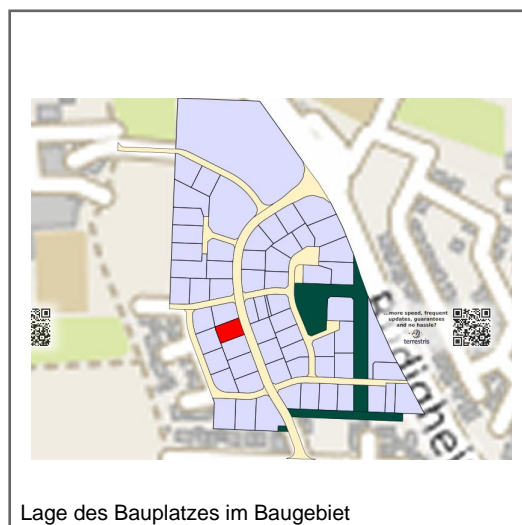 ...more speed, frequent
updates, guarantees
and no hassle?
terrestris
Lage des Bauplatzes im Baugebiet